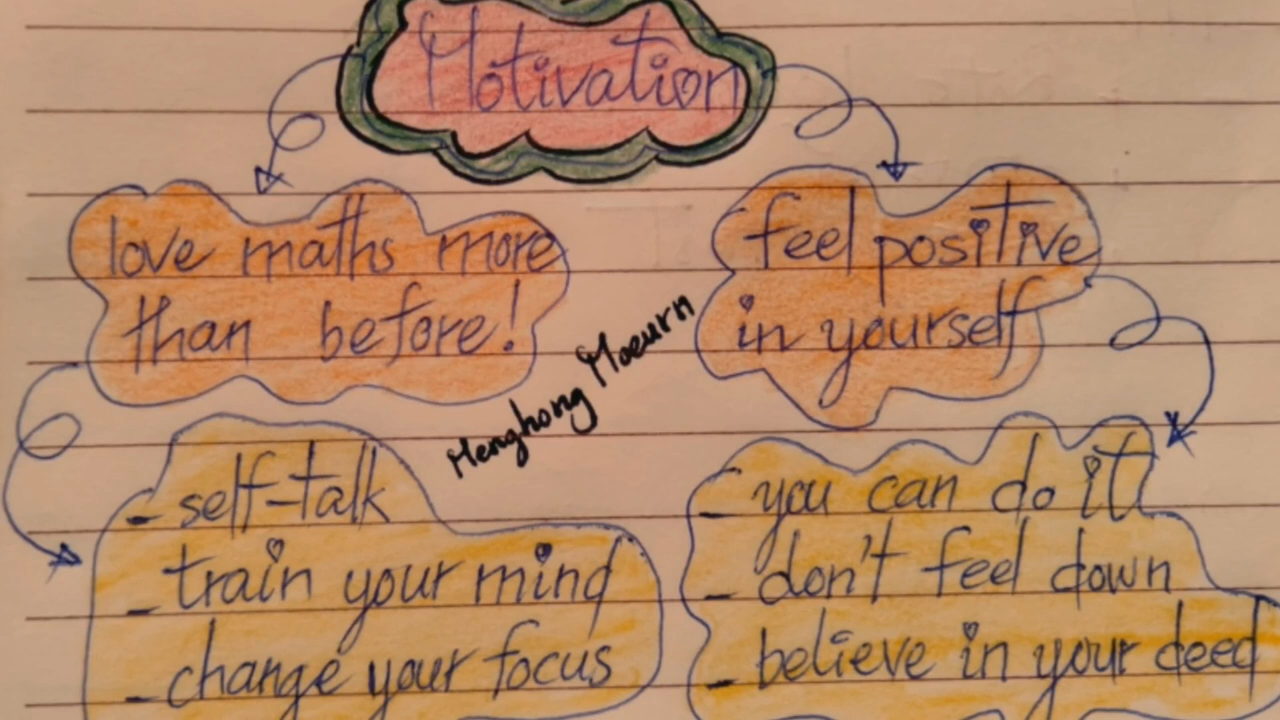 Motivation
love maths more
than before!
feel positive
in yourself
Menghong Moeurn
- self-talk
- train your mind
- change your focus
- you can do it!
- don't feel down
- believe in your deed